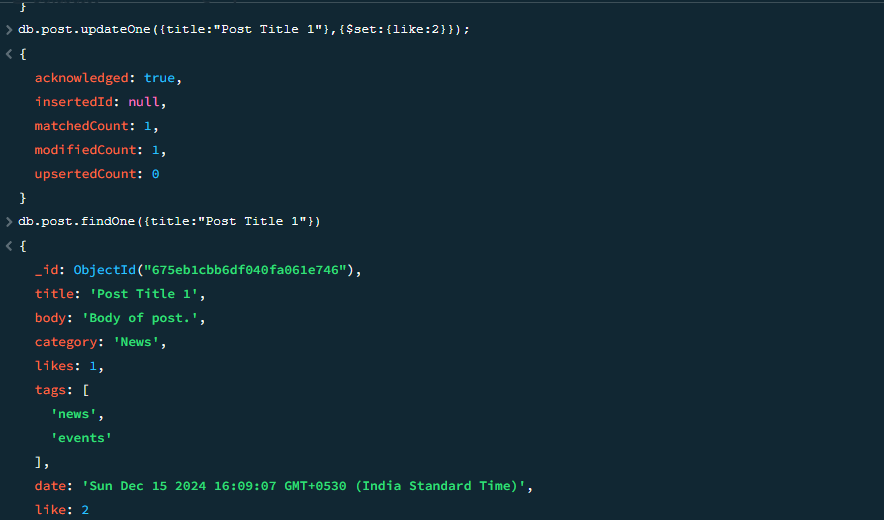 }
> db.post.updateOne({title:"Post Title 1"},{$set:{like:2}});
< {
acknowledged: true,
insertedId: null,
matchedCount: 1,
modifiedCount: 1,
upsertedCount: 0
}
> db.post.findOne({title:"Post Title 1"})
< {
_id: ObjectId("675eb1cbb6df040fa061e746"),
title: 'Post Title 1',
body: 'Body of post.',
category: 'News',
likes: 1,
tags: [
'news',
'events'
],
date: 'Sun Dec 15 2024 16:09:07 GMT+0530 (India Standard Time)',
like: 2